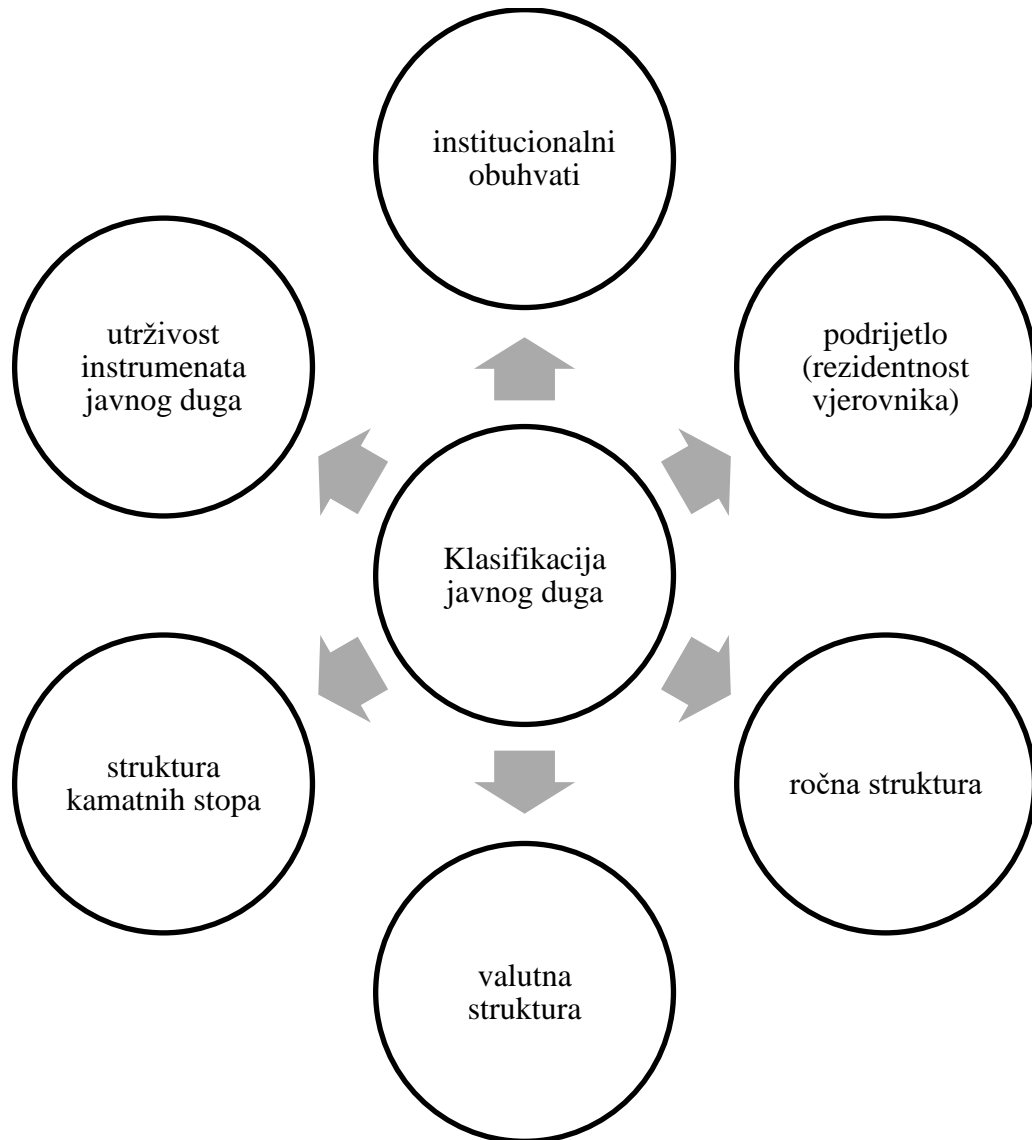 institucionalni
obuhvati
utrživost
instrumenata
javnog duga
podrijetlo
(rezidentnost
vjerovnika)
Klasifikacija
javnog duga
struktura
kamatnih stopa
ročna struktura
valutna
struktura